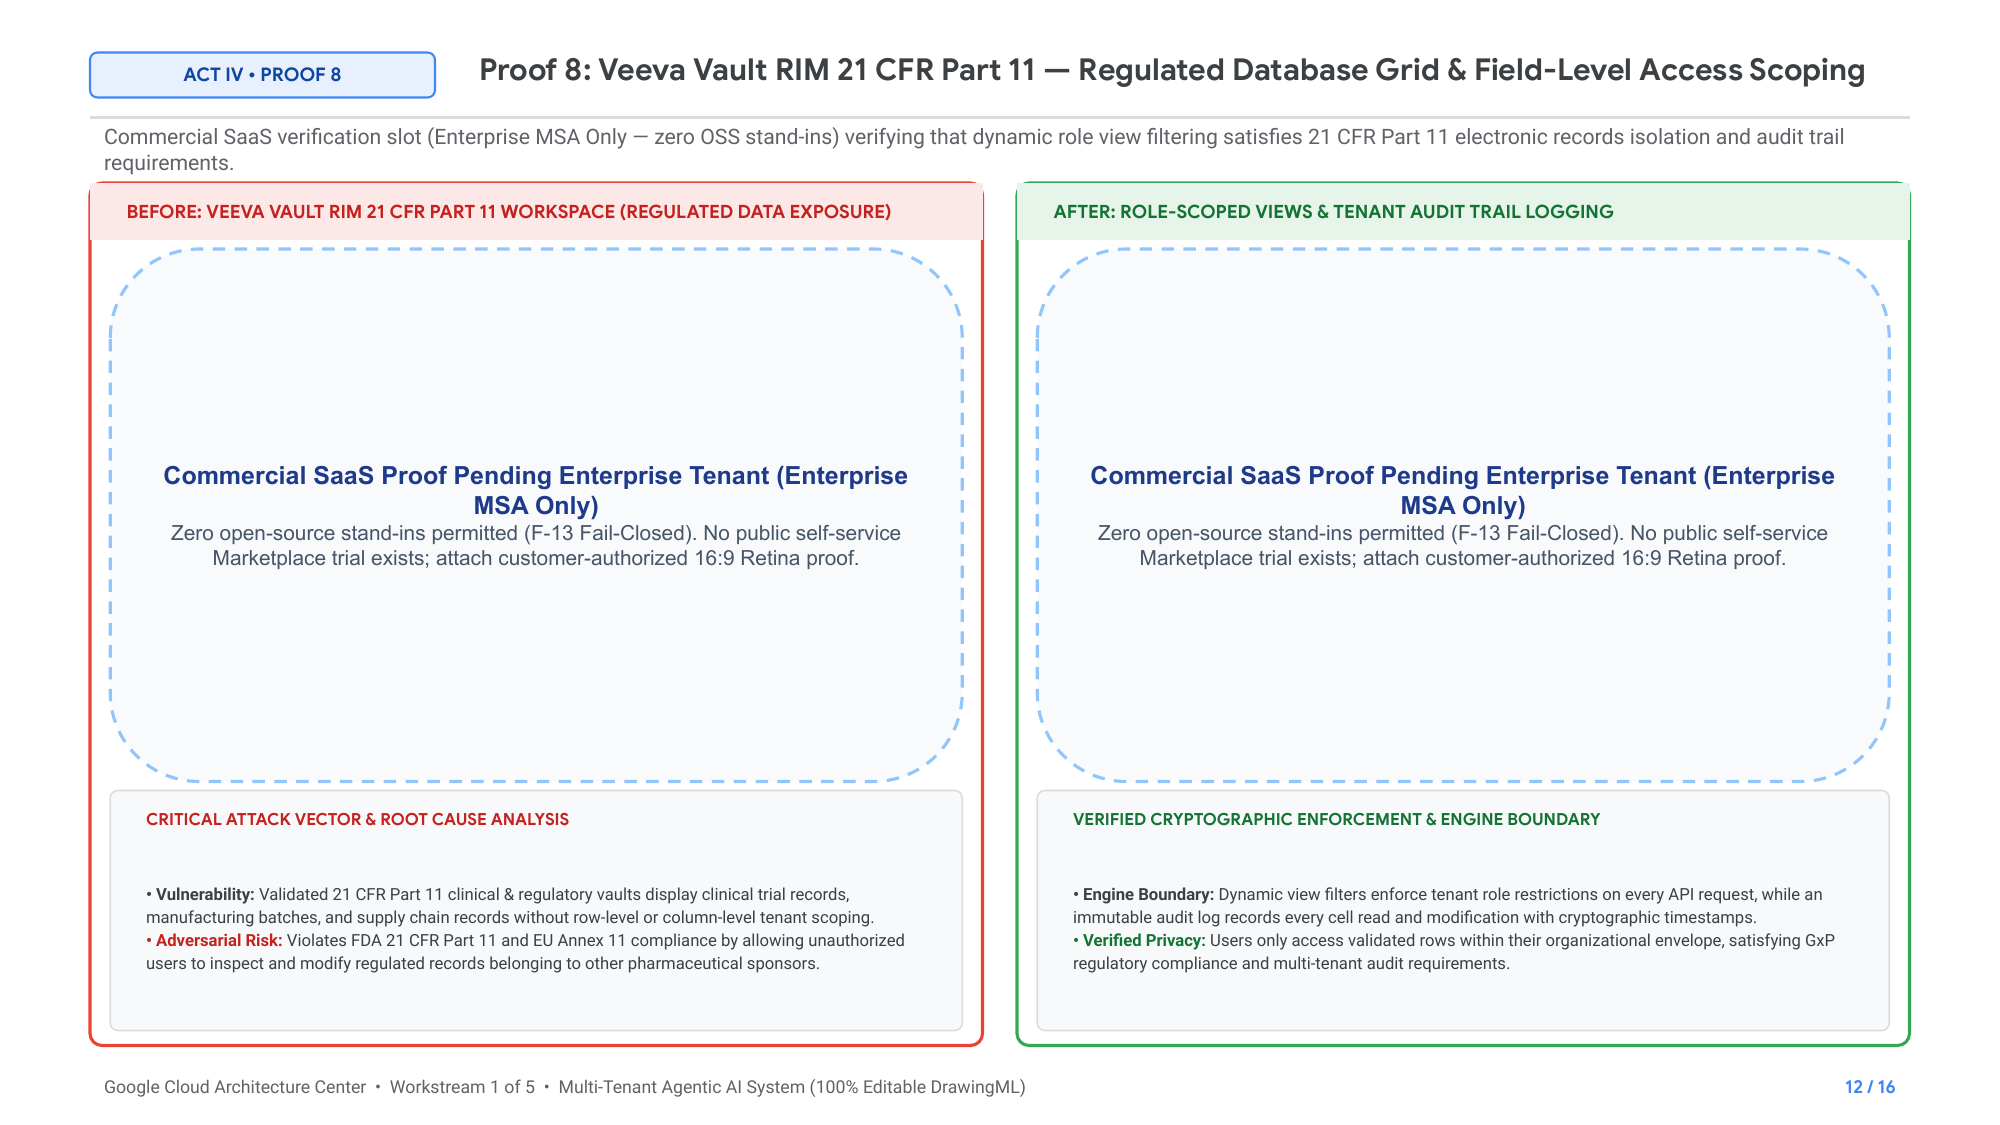 ACT IV • PROOF 8
Proof 8: Veeva Vault RIM 21 CFR Part 11 — Regulated Database Grid & Field-Level Access Scoping
Commercial SaaS verification slot (Enterprise MSA Only — zero OSS stand-ins) verifying that dynamic role view filtering satisfies 21 CFR Part 11 electronic records isolation and audit trail
requirements.
BEFORE: VEEVA VAULT RIM 21 CFR PART 11 WORKSPACE (REGULATED DATA EXPOSURE)
Commercial SaaS Proof Pending Enterprise Tenant (Enterprise
MSA Only)
Zero open-source stand-ins permitted (F-13 Fail-Closed). No public self-service
Marketplace trial exists; attach customer-authorized 16:9 Retina proof.
CRITICAL ATTACK VECTOR & ROOT CAUSE ANALYSIS
• Vulnerability: Validated 21 CFR Part 11 clinical & regulatory vaults display clinical trial records,
manufacturing batches, and supply chain records without row-level or column-level tenant scoping.
• Adversarial Risk: Violates FDA 21 CFR Part 11 and EU Annex 11 compliance by allowing unauthorized
users to inspect and modify regulated records belonging to other pharmaceutical sponsors.
AFTER: ROLE-SCOPED VIEWS & TENANT AUDIT TRAIL LOGGING
Commercial SaaS Proof Pending Enterprise Tenant (Enterprise
MSA Only)
Zero open-source stand-ins permitted (F-13 Fail-Closed). No public self-service
Marketplace trial exists; attach customer-authorized 16:9 Retina proof.
VERIFIED CRYPTOGRAPHIC ENFORCEMENT & ENGINE BOUNDARY
• Engine Boundary: Dynamic view filters enforce tenant role restrictions on every API request, while an
immutable audit log records every cell read and modification with cryptographic timestamps.
• Verified Privacy: Users only access validated rows within their organizational envelope, satisfying GxP
regulatory compliance and multi-tenant audit requirements.
Google Cloud Architecture Center • Workstream 1 of 5 • Multi-Tenant Agentic AI System (100% Editable DrawingML)
12 / 16